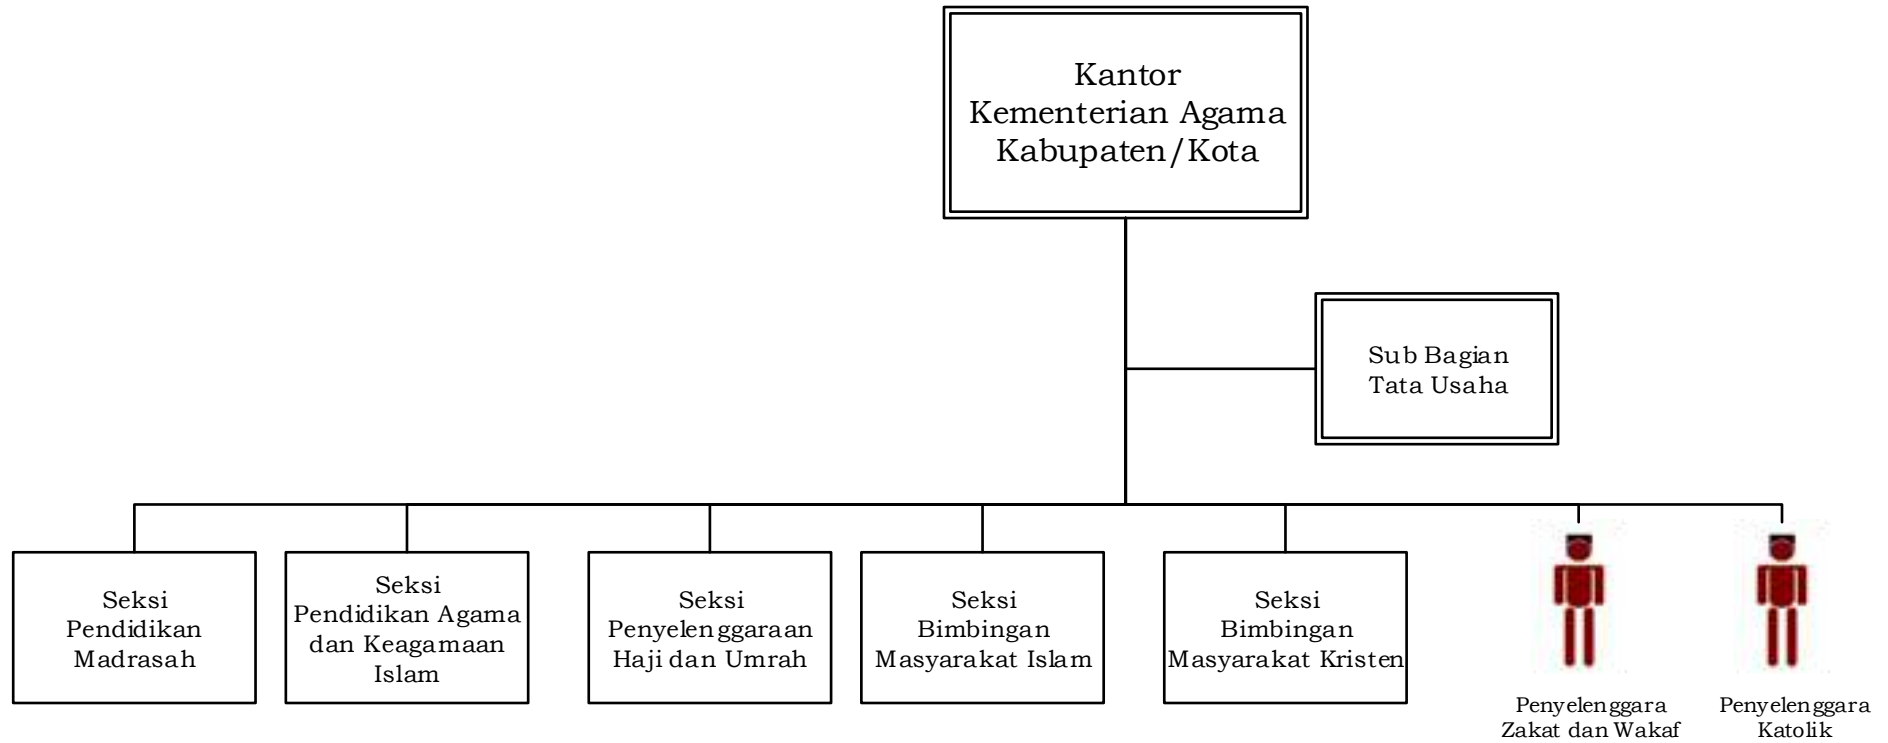 Kantor
Kementerian Agama
Kabupaten/Kota
Sub Bagian
Tata Usaha
Seksi
Pendidikan
Madrasah
Seksi
Pendidikan Agama
dan Keagamaan
Islam
Seksi
Penyelenggaraan
Haji dan Umrah
Seksi
Bimbingan
Masyarakat Islam
Seksi
Bimbingan
Masyarakat Kristen
Penyelenggara
Zakat dan Wakaf
Penyelenggara
Katolik